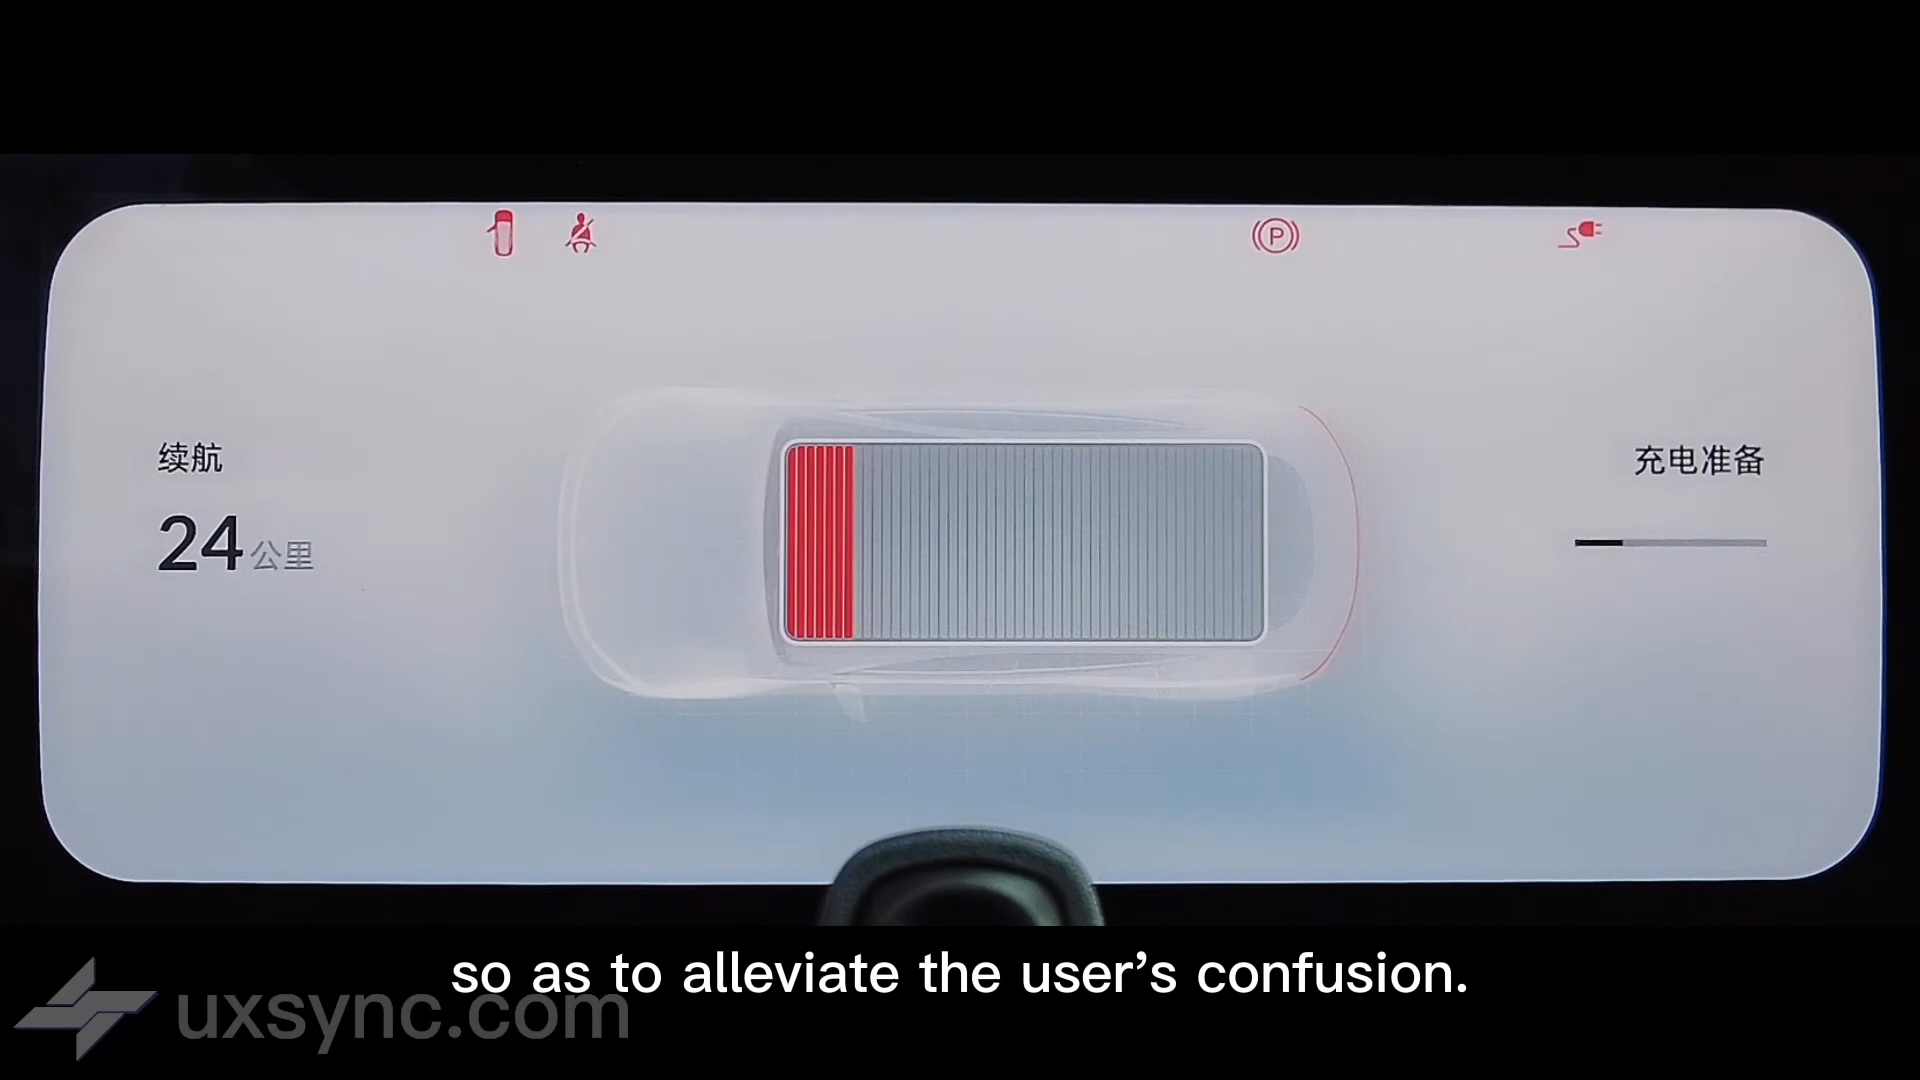 P
续航
充电准备
24公里
so as to alleviate the user's confusion.
uxsync.com